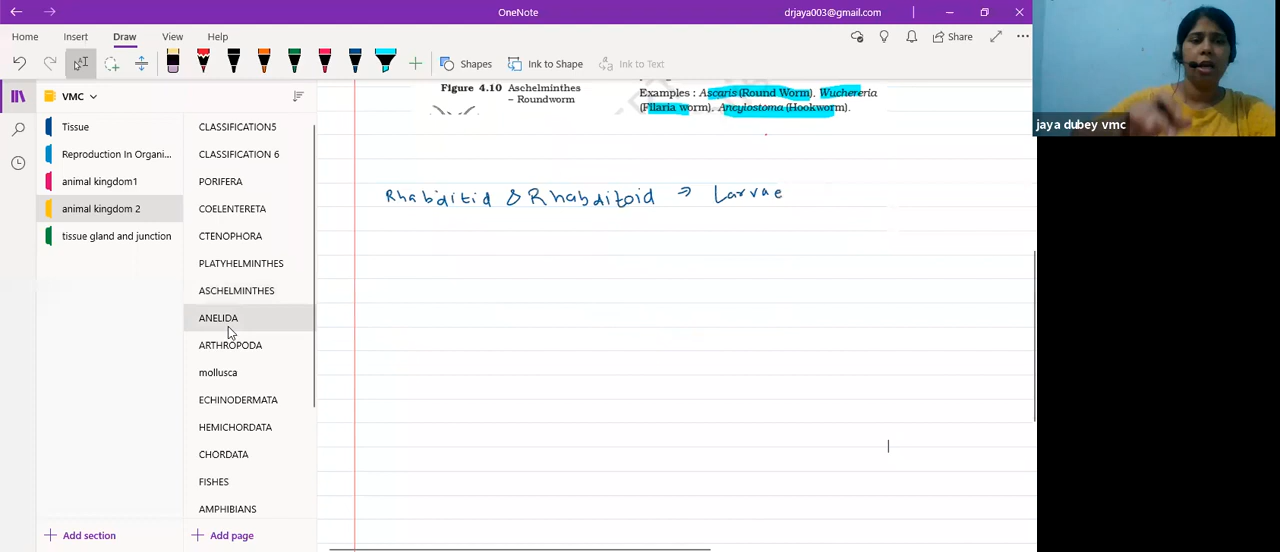 OneNote
drjaya003@gmail.com
Home Insert Draw View Help
Share
Shapes Ink to Shape Ink to Text
VMC
Tissue
Reproduction In Organi...
animal kingdom1
animal kingdom 2
tissue gland and junction
Add section
CLASSIFICATION5
CLASSIFICATION 6
PORIFERA
COELENTERETA
CTENOPHORA
PLATYHELMINTHES
ASCHELMINTHES
ANELIDA
ARTHROPODA
mollusca
ECHINODERMATA
HEMICHORDATA
CHORDATA
FISHES
AMPHIBIANS
Add page
Figure 4.10 Aschelminthes
– Roundworm
Examples : Ascaris (Round Worm), Wuchereria
(Filaria worm), Ancylostoma (Hookworm).
Rhabditid & Rhabditoid → Larvae
jaya dubey vmc